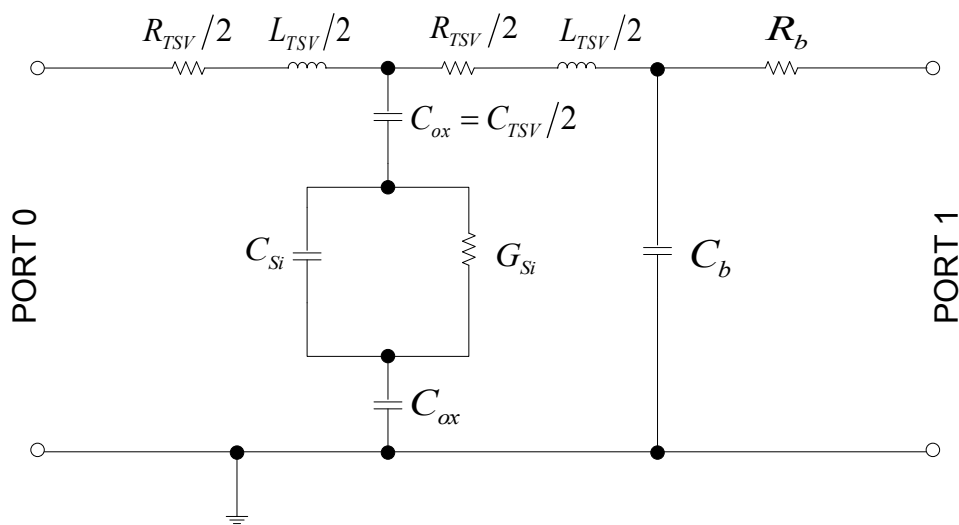 R_TSV/2 L_TSV/2 R_TSV/2 L_TSV/2 R_b
C_ox = C_TSV/2
PORT 0
C_Si
G_Si
C_b
PORT 1
C_ox